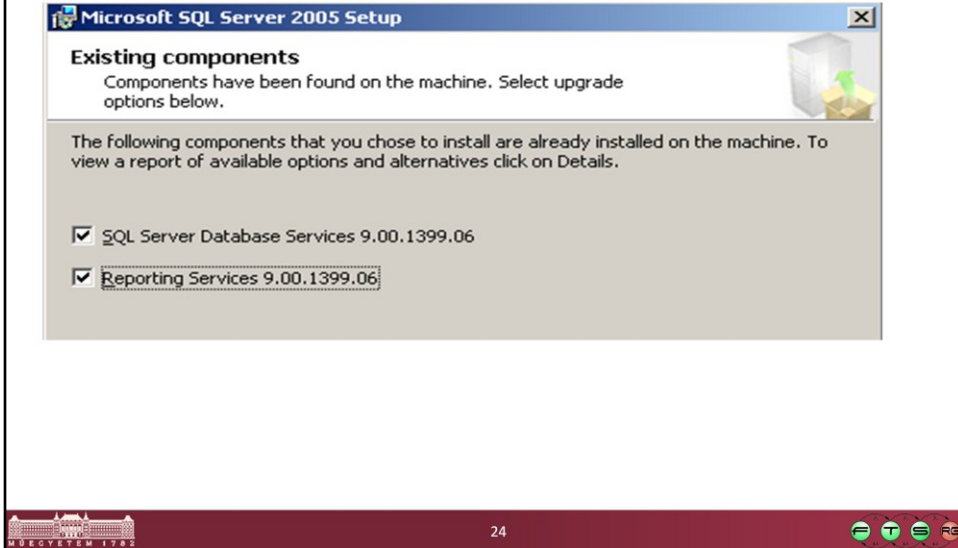 Microsoft SQL Server 2005 Setup
Existing components
Components have been found on the machine. Select upgrade
options below.
The following components that you chose to install are already installed on the machine. To
view a report of available options and alternatives click on Details.
SQL Server Database Services 9.00.1399.06
Reporting Services 9.00.1399.06
MŰEGYETEM 1782
24
F T S RG